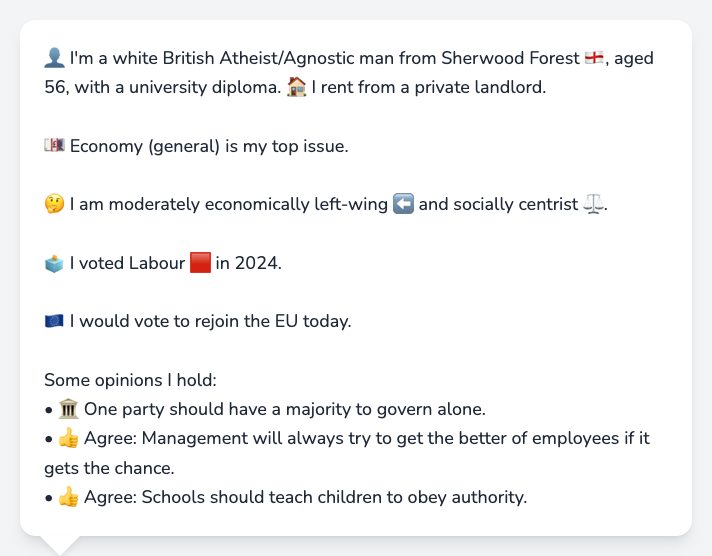 👤 I'm a white British Atheist/Agnostic man from Sherwood Forest 🏴󠁧󠁢󠁥󠁮󠁧󠁿, aged
56, with a university diploma. 🏠 I rent from a private landlord.
💷 Economy (general) is my top issue.
🤔 I am moderately economically left-wing ⬅️ and socially centrist ⚖️.
🗳️ I voted Labour 🟥 in 2024.
🇪🇺 I would vote to rejoin the EU today.
Some opinions I hold:
• 🏛️ One party should have a majority to govern alone.
• 👍 Agree: Management will always try to get the better of employees if it
gets the chance.
• 👍 Agree: Schools should teach children to obey authority.